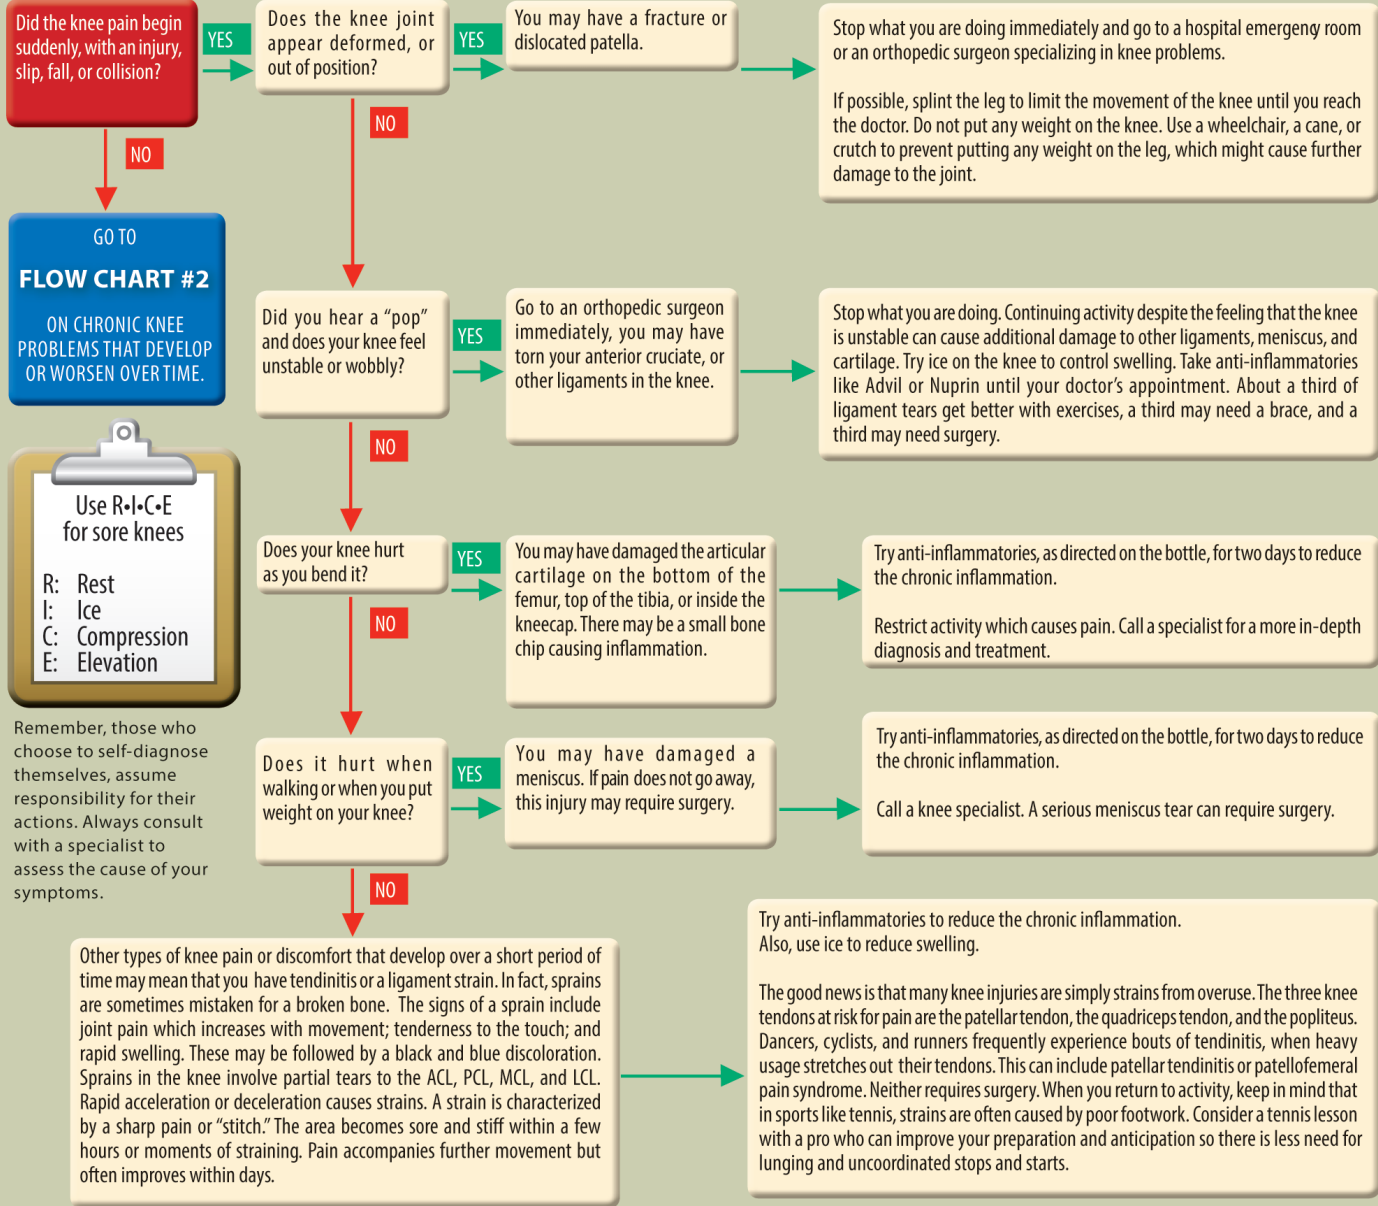 Did the knee pain begin
suddenly, with an injury,
slip, fall, or collision?
YES
Does the knee joint
appear deformed, or
out of position?
YES
You may have a fracture or
dislocated patella.
Stop what you are doing immediately and go to a hospital emergency room
or an orthopedic surgeon specializing in knee problems.
If possible, splint the leg to limit the movement of the knee until you reach
the doctor. Do not put any weight on the knee. Use a wheelchair, a cane, or
crutch to prevent putting any weight on the leg, which might cause further
damage to the joint.
NO
NO
GO TO
FLOW CHART #2
ON CHRONIC KNEE
PROBLEMS THAT DEVELOP
OR WORSEN OVER TIME.
Did you hear a “pop”
and does your knee feel
unstable or wobbly?
YES
Go to an orthopedic surgeon
immediately, you may have
torn your anterior cruciate, or
other ligaments in the knee.
Stop what you are doing. Continuing activity despite the feeling that the knee
is unstable can cause additional damage to other ligaments, meniscus, and
cartilage. Try ice on the knee to control swelling. Take anti-inflammatories
like Advil or Nuprin until your doctor’s appointment. About a third of
ligament tears get better with exercises, a third may need a brace, and a
third may need surgery.
NO
Use R•I•C•E
for sore knees
R: Rest
I: Ice
C: Compression
E: Elevation
Remember, those who
choose to self-diagnose
themselves, assume
responsibility for their
actions. Always consult
with a specialist to
assess the cause of your
symptoms.
Does your knee hurt
as you bend it?
YES
You may have damaged the articular
cartilage on the bottom of the
femur, top of the tibia, or inside the
kneecap. There may be a small bone
chip causing inflammation.
Try anti-inflammatories, as directed on the bottle, for two days to reduce
the chronic inflammation.
Restrict activity which causes pain. Call a specialist for a more in-depth
diagnosis and treatment.
NO
Does it hurt when
walking or when you put
weight on your knee?
YES
You may have damaged a
meniscus. If pain does not go away,
this injury may require surgery.
Try anti-inflammatories, as directed on the bottle, for two days to reduce
the chronic inflammation.
Call a knee specialist. A serious meniscus tear can require surgery.
NO
Other types of knee pain or discomfort that develop over a short period of
time may mean that you have tendinitis or a ligament strain. In fact, sprains
are sometimes mistaken for a broken bone. The signs of a sprain include
joint pain which increases with movement; tenderness to the touch; and
rapid swelling. These may be followed by a black and blue discoloration.
Sprains in the knee involve partial tears to the ACL, PCL, MCL, and LCL.
Rapid acceleration or deceleration causes strains. A strain is characterized
by a sharp pain or “stitch.” The area becomes sore and stiff within a few
hours or moments of straining. Pain accompanies further movement but
often improves within days.
Try anti-inflammatories to reduce the chronic inflammation.
Also, use ice to reduce swelling.
The good news is that many knee injuries are simply strains from overuse. The three knee
tendons at risk for pain are the patellar tendon, the quadriceps tendon, and the popliteus.
Dancers, cyclists, and runners frequently experience bouts of tendinitis, when heavy
usage stretches out their tendons. This can include patellar tendinitis or patellofemeral
pain syndrome. Neither requires surgery. When you return to activity, keep in mind that
in sports like tennis, strains are often caused by poor footwork. Consider a tennis lesson
with a pro who can improve your preparation and anticipation so there is less need for
lunging and uncoordinated stops and starts.